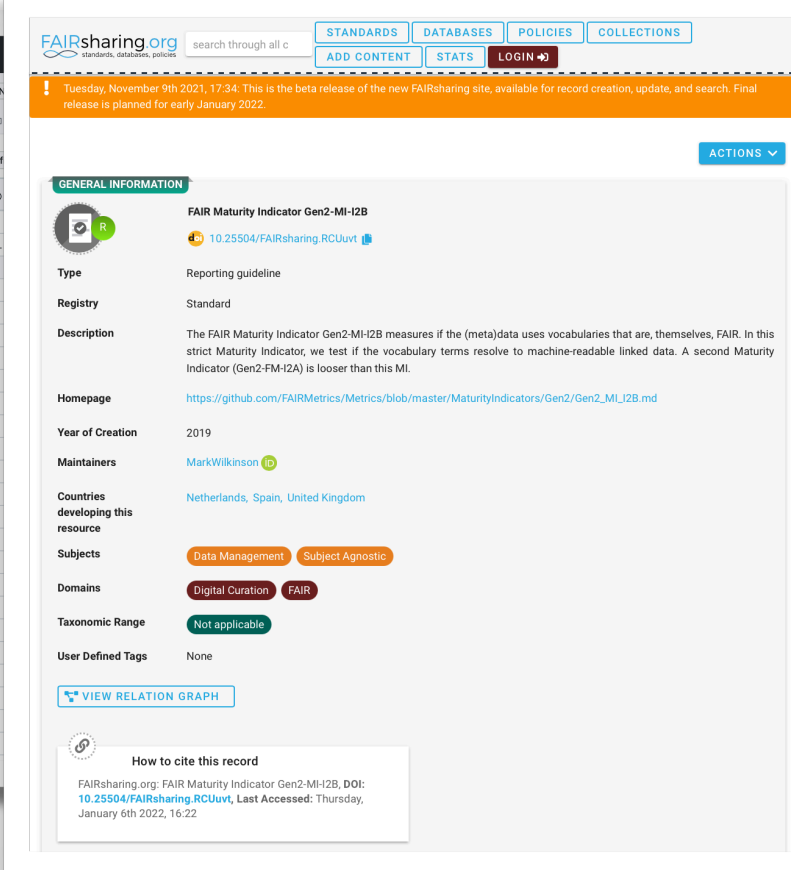 FAIRsharing.org
standards, databases, policies
search through all c
STANDARDS DATABASES POLICIES COLLECTIONS
ADD CONTENT STATS LOGIN
! Tuesday, November 9th 2021, 17:34: This is the beta release of the new FAIRsharing site, available for record creation, update, and search. Final
release is planned for early January 2022.
ACTIONS
GENERAL INFORMATION
R
FAIR Maturity Indicator Gen2-MI-I2B
doi 10.25504/FAIRsharing.RCUuvt
Type Reporting guideline
Registry Standard
Description The FAIR Maturity Indicator Gen2-MI-I2B measures if the (meta)data uses vocabularies that are, themselves, FAIR. In this
strict Maturity Indicator, we test if the vocabulary terms resolve to machine-readable linked data. A second Maturity
Indicator (Gen2-FM-I2A) is looser than this MI.
Homepage https://github.com/FAIRMetrics/Metrics/blob/master/MaturityIndicators/Gen2/Gen2_MI_I2B.md
Year of Creation 2019
Maintainers MarkWilkinson iD
Countries Netherlands, Spain, United Kingdom
developing this
resource
Subjects Data Management Subject Agnostic
Domains Digital Curation FAIR
Taxonomic Range Not applicable
User Defined Tags None
VIEW RELATION GRAPH
How to cite this record
FAIRsharing.org: FAIR Maturity Indicator Gen2-MI-I2B, DOI:
10.25504/FAIRsharing.RCUuvt, Last Accessed: Thursday,
January 6th 2022, 16:22